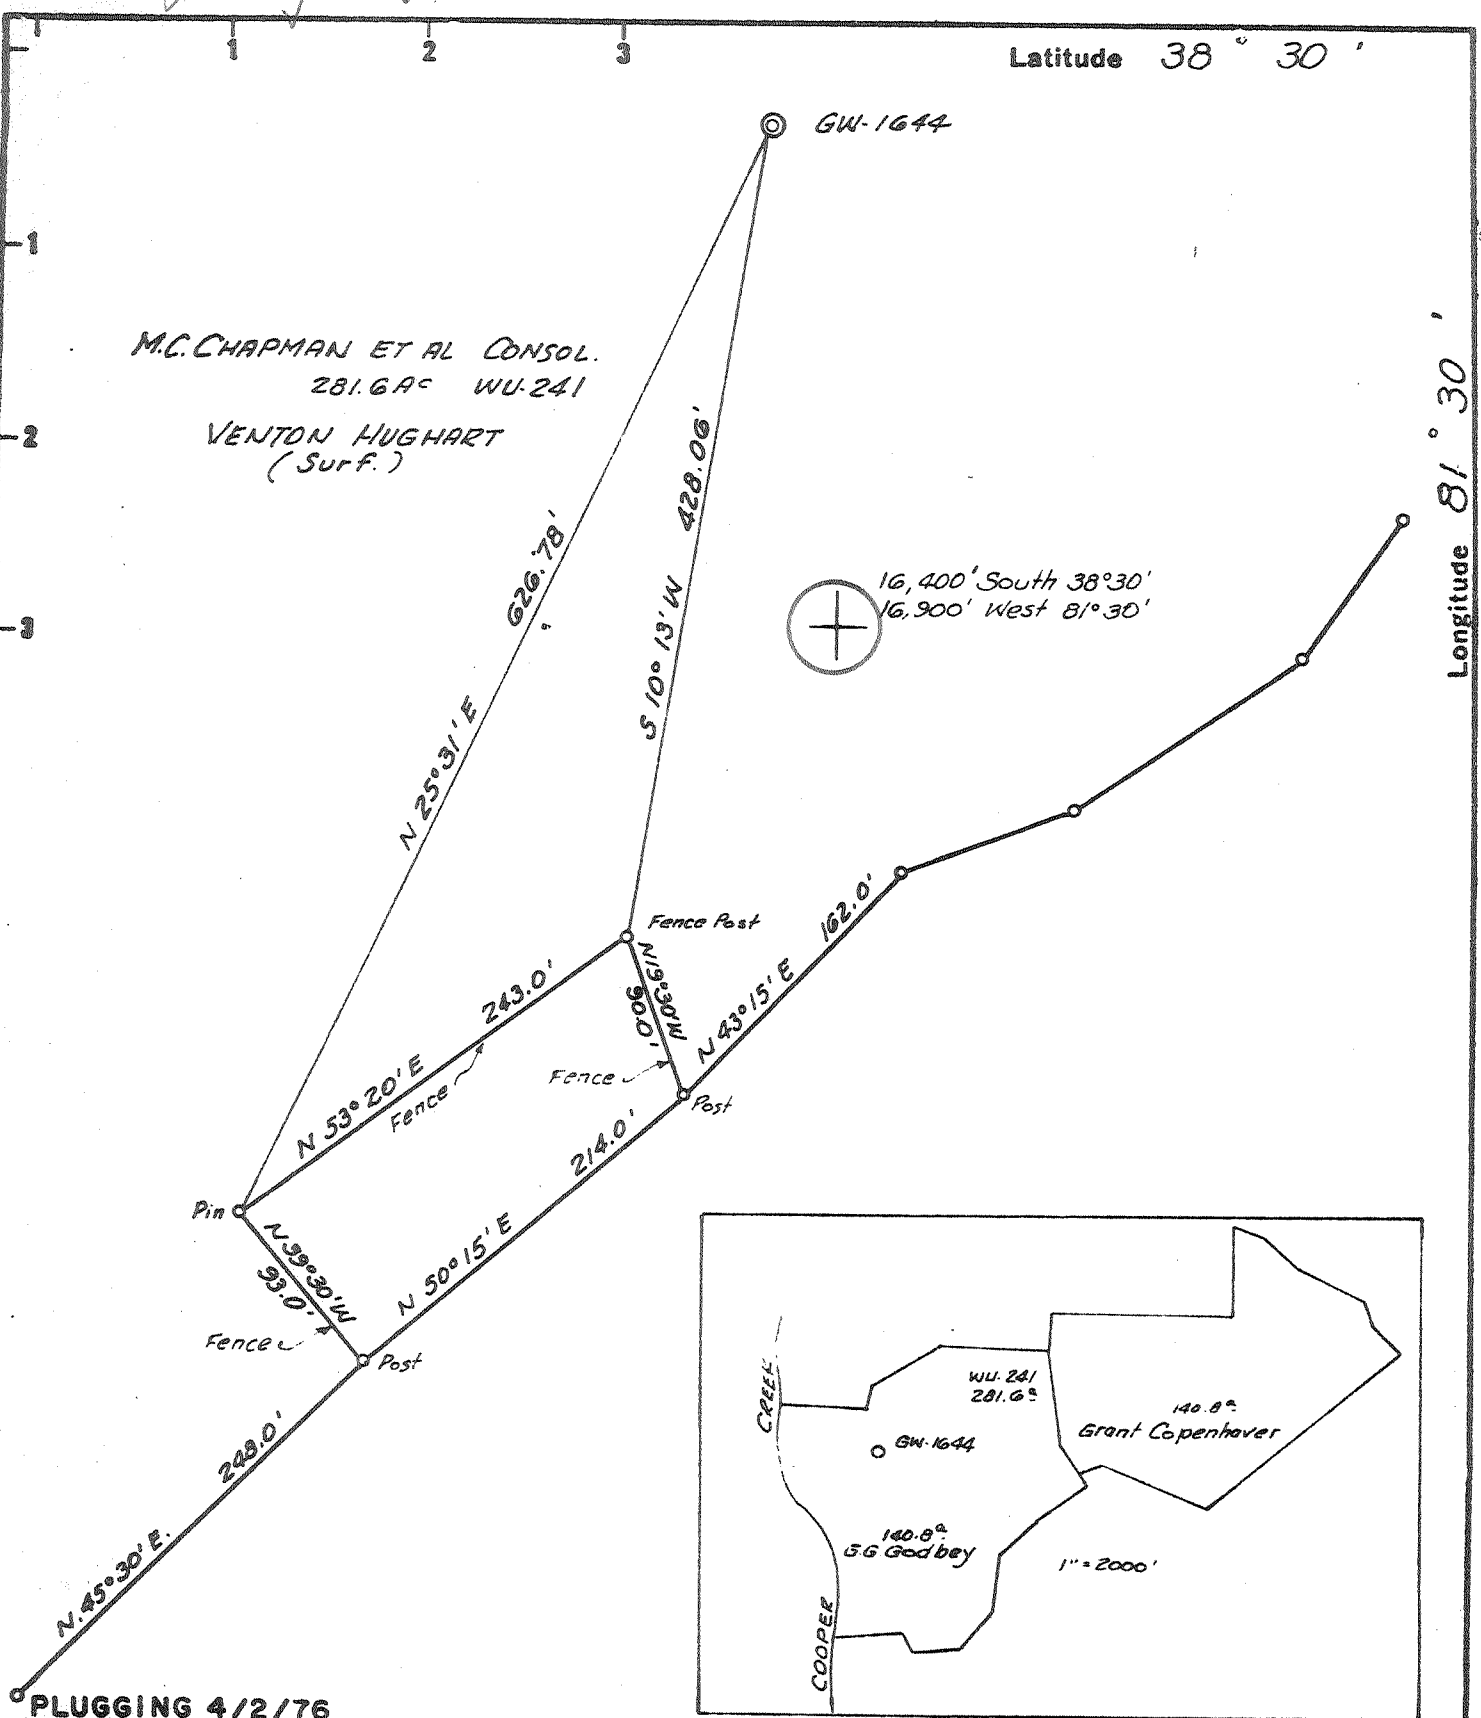 1 2 3
Latitude 38° 30'
GW-1644
1
M.C. CHAPMAN ET AL CONSOL.
281.6 Ac WU-241
2
VENTON HUGHART
(Surf.)
Longitude 81° 30'
428.06'
S 10° 13' W
626.78'
N 25° 31' E
16,400' South 38°30'
16,900' West 81°30'
3
Fence Post
162.0'
N 43° 15' E
243.0'
N 53° 20' E
Fence
N 19° 30' W
90.0'
Fence
Post
214.0'
N 50° 15' E
Pin
N 39° 30' W
93.0'
Fence
Post
248.0'
N. 45° 30' E.
PLUGGING 4/2/76
CREEK
WU-241
281.6a
140.8a
Grant Copenhaver
GW-1644
140.8a
G.G Godbey
1" = 2000'
COOPER